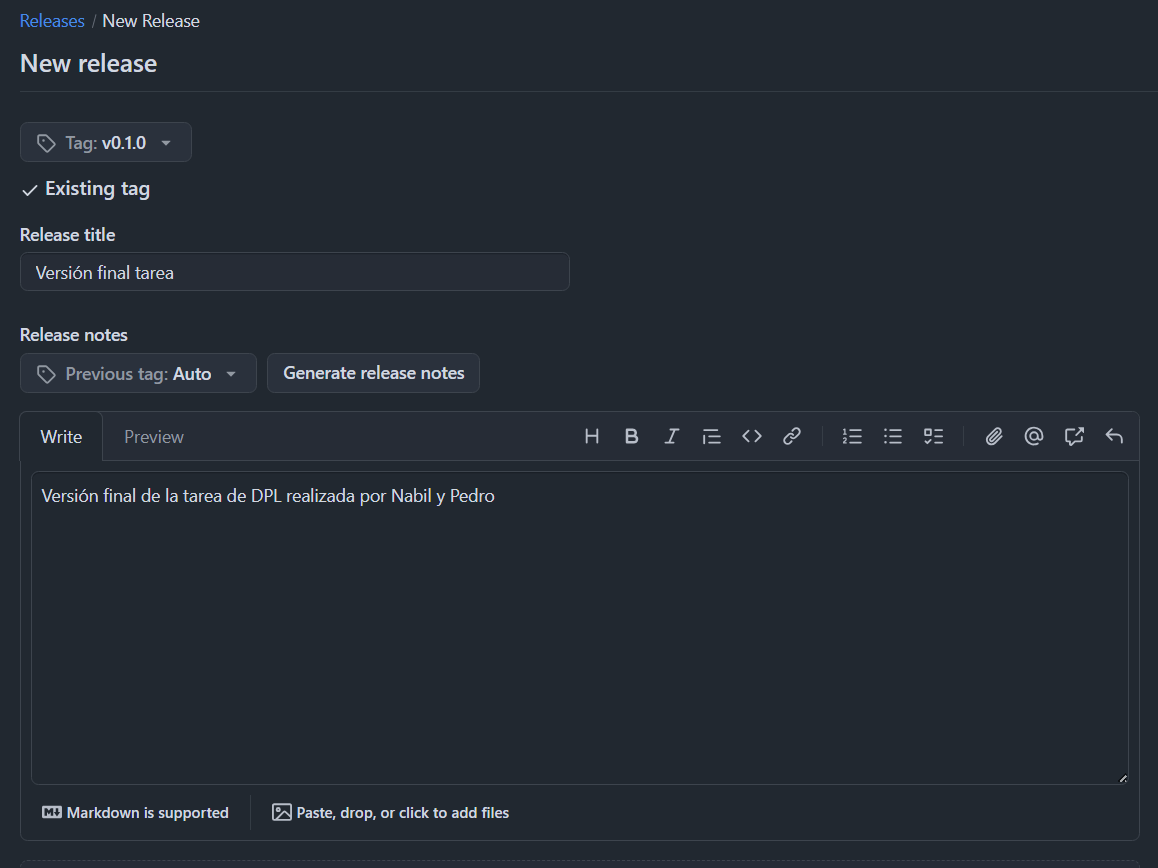 Releases / New Release
New release
Tag: v0.1.0
Existing tag
Release title
Versión final tarea
Release notes
Previous tag: Auto
Generate release notes
Write
Preview
Versión final de la tarea de DPL realizada por Nabil y Pedro
Markdown is supported
Paste, drop, or click to add files